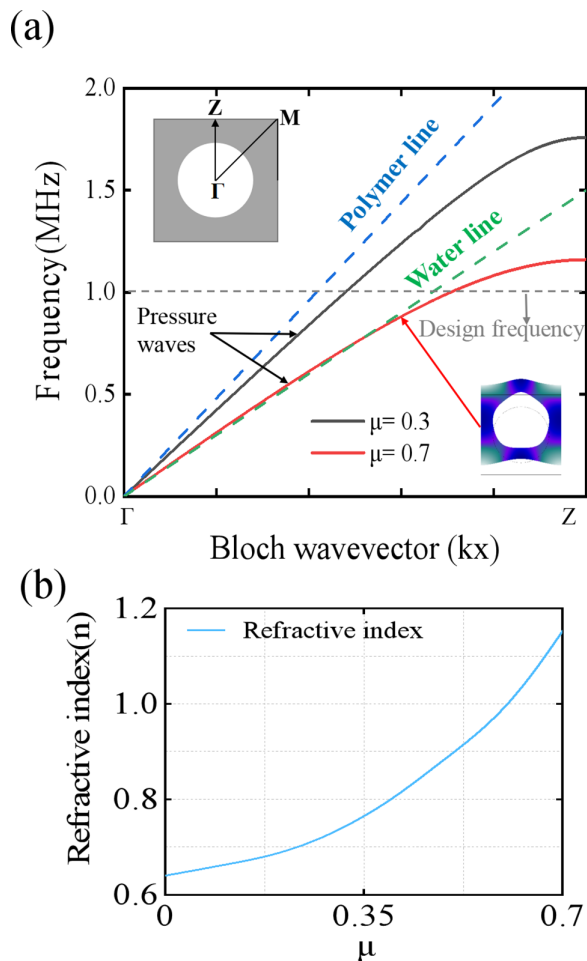 (a)
2.0
1.5
1.0
0.5
0.0
Frequency(MHz)
Z
M
Γ
Polymer line
Water line
Pressure
waves
Design frequency
μ= 0.3
μ= 0.7
Γ
Z
Bloch wavevector (kx)
(b)
1.2
1.0
0.8
0.6
Refractive index(n)
Refractive index
0
0.35
0.7
μ